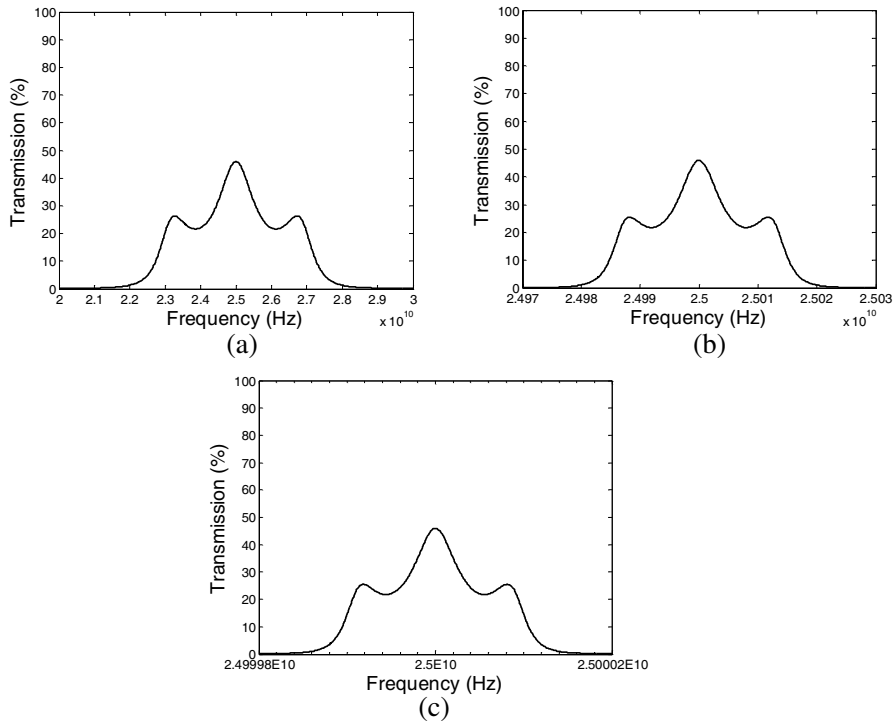 100
90
80
70
60
50
40
30
20
10
0
Transmission (%)
2 2.1 2.2 2.3 2.4 2.5 2.6 2.7 2.8 2.9 3
Frequency (Hz)
x 10^10
(a)
100
90
80
70
60
50
40
30
20
10
0
Transmission (%)
2.497 2.498 2.499 2.5 2.501 2.502 2.503
Frequency (Hz)
x 10^10
(b)
100
90
80
70
60
50
40
30
20
10
0
Transmission (%)
2.49998E10 2.5E10 2.50002E10
Frequency (Hz)
(c)